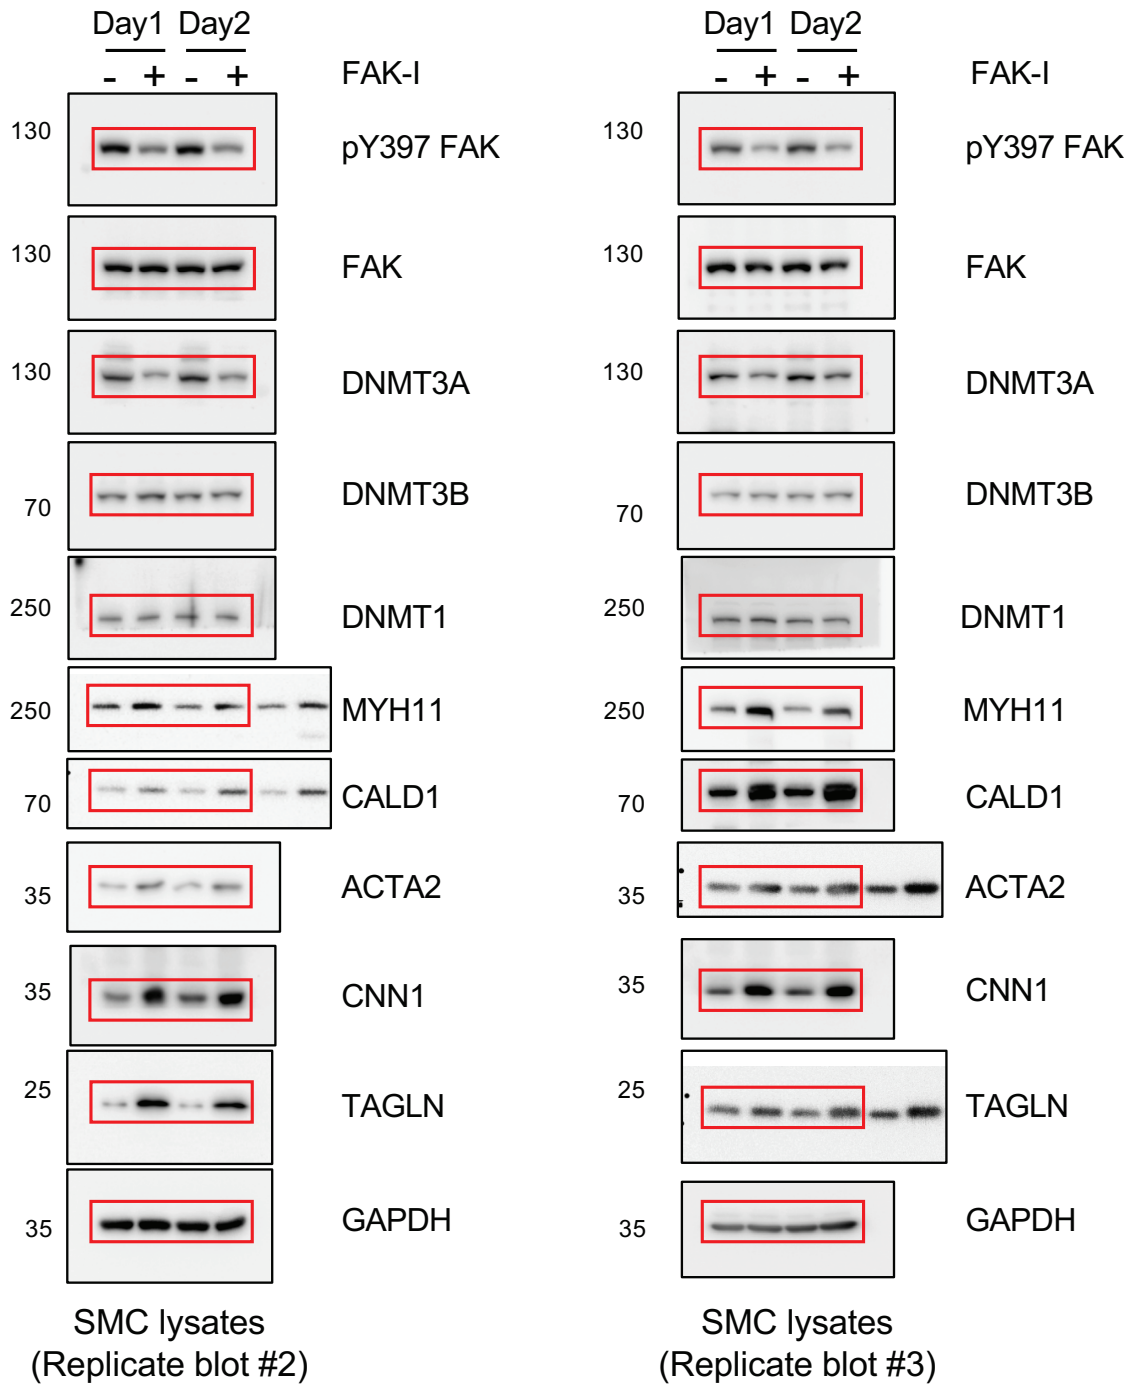 Day1 Day2
- + - + FAK-I
130 pY397 FAK
130 FAK
130 DNMT3A
70 DNMT3B
250 DNMT1
250 MYH11
70 CALD1
35 ACTA2
35 CNN1
25 TAGLN
35 GAPDH
SMC lysates
(Replicate blot #2)
Day1 Day2
- + - + FAK-I
130 pY397 FAK
130 FAK
130 DNMT3A
70 DNMT3B
250 DNMT1
250 MYH11
70 CALD1
35 ACTA2
35 CNN1
25 TAGLN
35 GAPDH
SMC lysates
(Replicate blot #3)